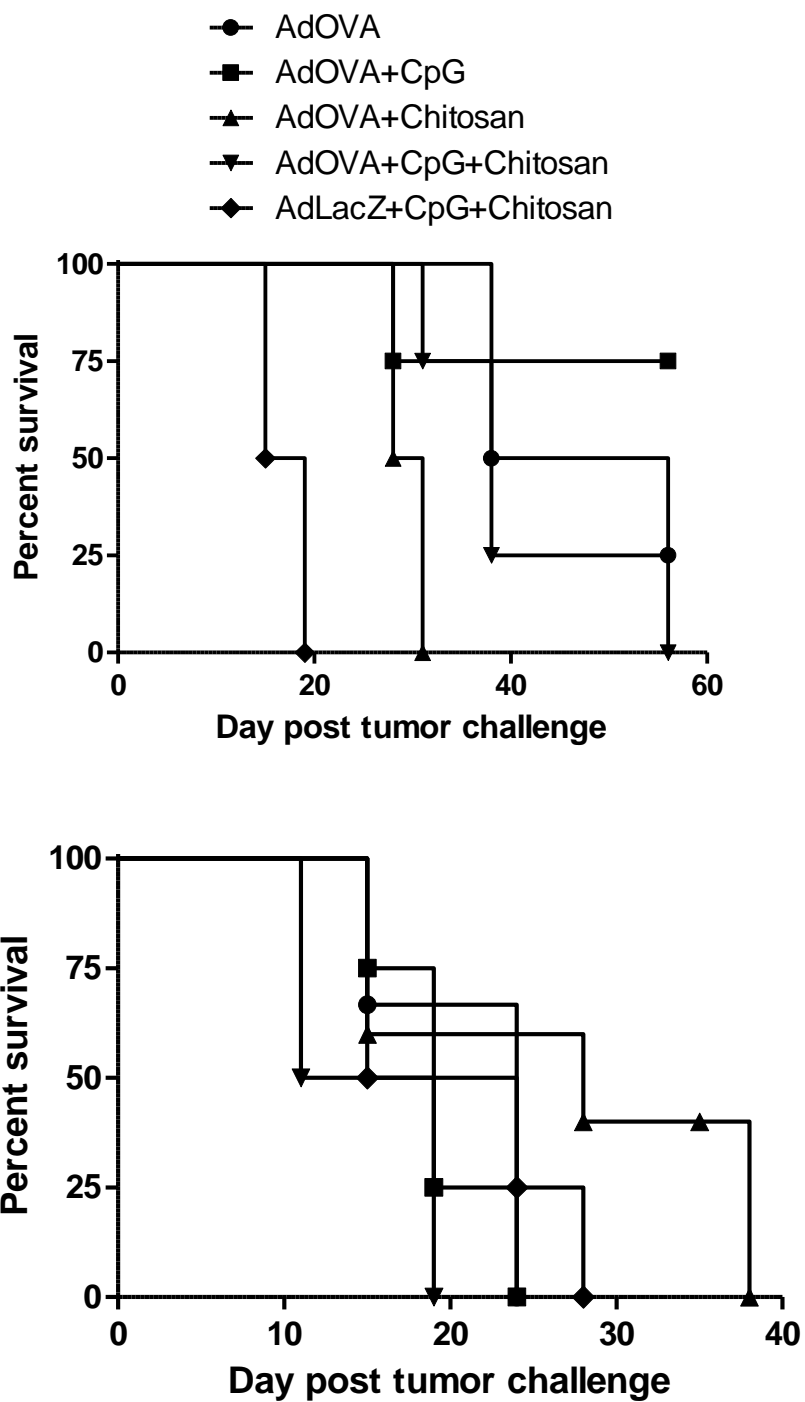 AdOVA
AdOVA+CpG
AdOVA+Chitosan
AdOVA+CpG+Chitosan
AdLacZ+CpG+Chitosan
100
75
50
25
0
Percent survival
0 20 40 60
Day post tumor challenge
100
75
50
25
0
Percent survival
0 10 20 30 40
Day post tumor challenge